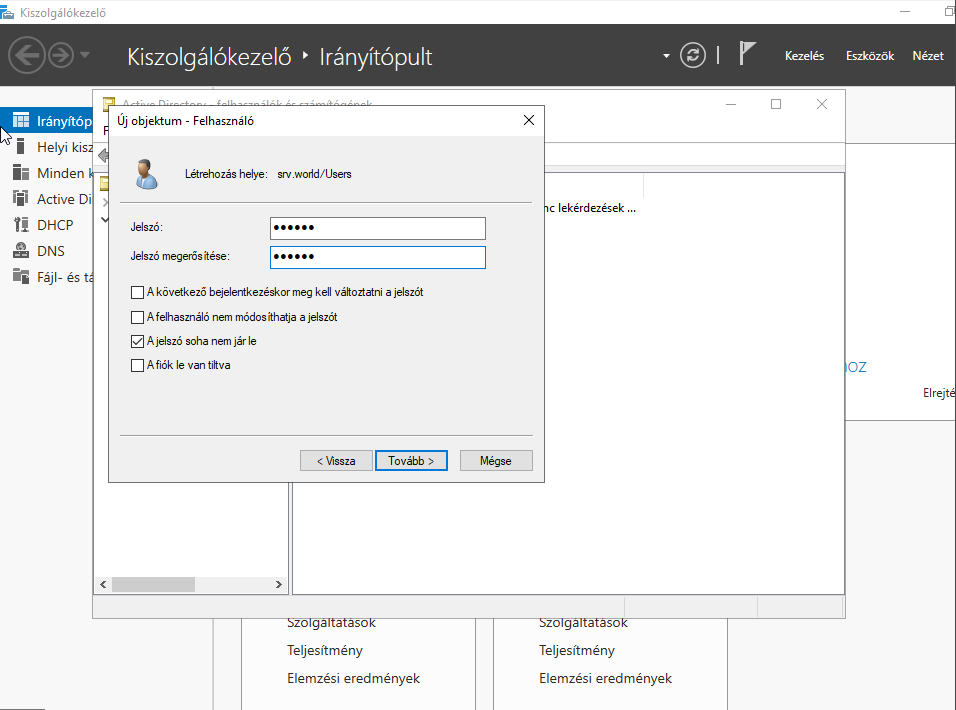 Kiszolgálókezelő
Kiszolgálókezelő ‣ Irányítópult
Kezelés Eszközök Nézet
Active Directory - felhasználók és számítógépek
Új objektum - Felhasználó
Irányítóp
Helyi kisz
Minden k
Active Di
DHCP
DNS
Fájl- és tá
F
Létrehozás helye: srv.world/Users
nc lekérdezések ...
Jelszó: ••••••
Jelszó megerősítése: ••••••
A következő bejelentkezéskor meg kell változtatni a jelszót
A felhasználó nem módosíthatja a jelszót
A jelszó soha nem jár le
A fiók le van tiltva
HOZ
Elrejté
< Vissza Tovább > Mégse
Szolgáltatások Szolgáltatások
Teljesítmény Teljesítmény
Elemzési eredmények Elemzési eredmények